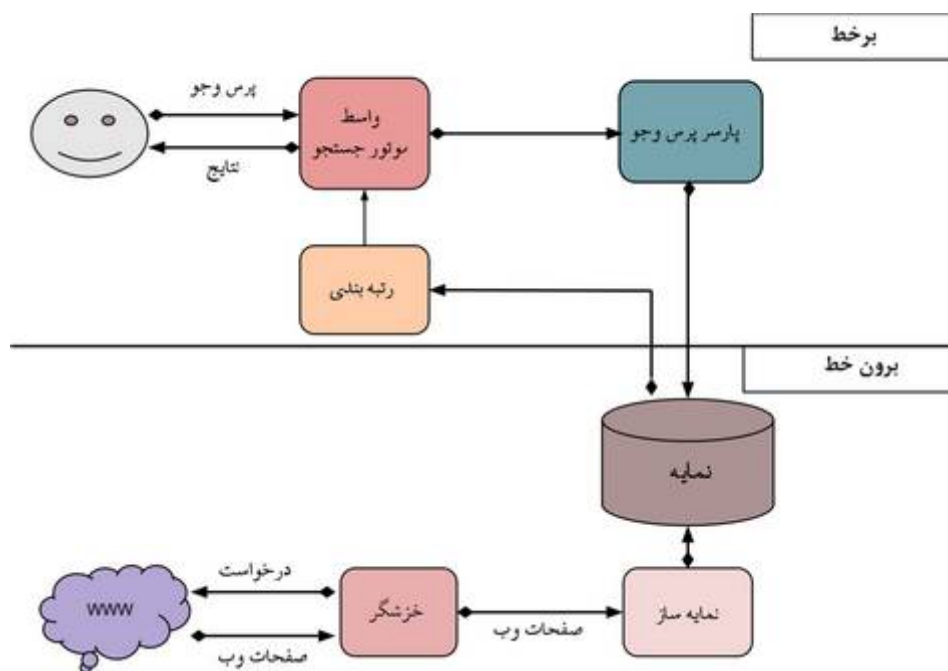 برخط
پرس وجو
نتایج
واسط
موتور جستجو
پارسر پرس وجو
رتبه بندی
برون خط
نمایه
درخواست
WWW
صفحات وب
خزشگر
صفحات وب
نمایه ساز